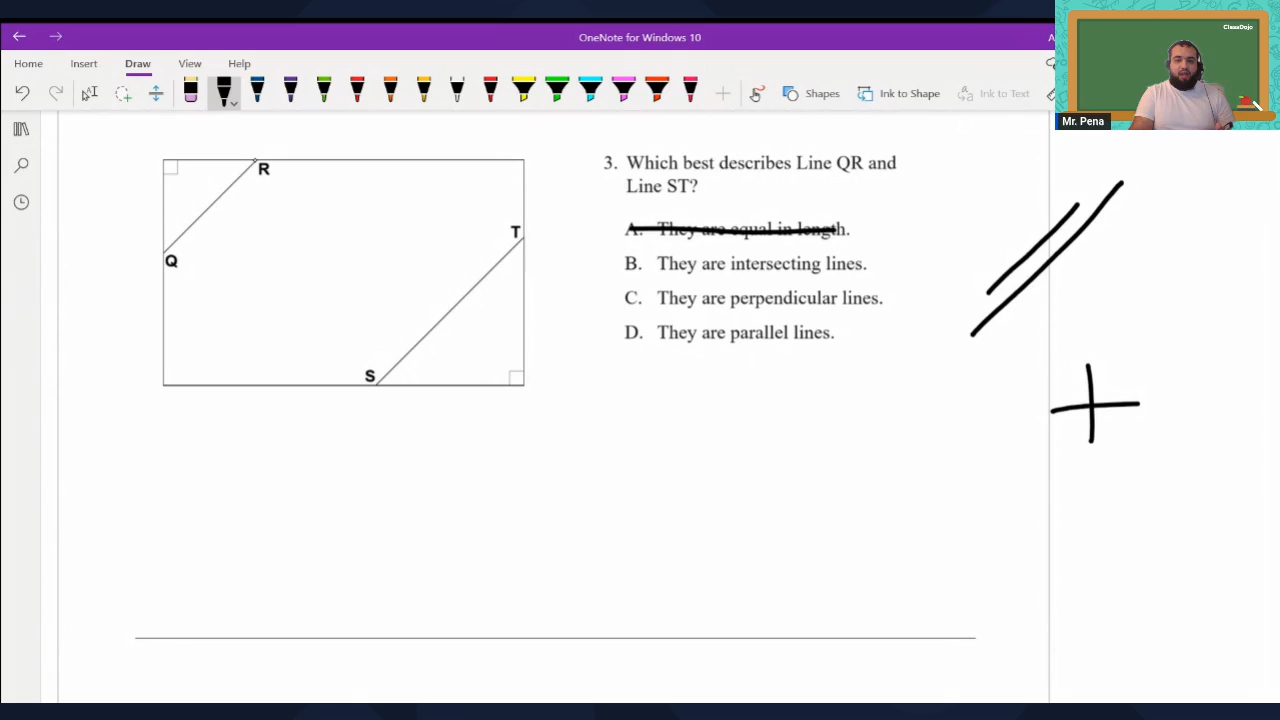 OneNote for Windows 10
A
ClassDojo
Home Insert Draw View Help
Shapes Ink to Shape Ink to Text
Mr. Pena
R
Q
T
S
3. Which best describes Line QR and
Line ST?
A. They are equal in length.
B. They are intersecting lines.
C. They are perpendicular lines.
D. They are parallel lines.